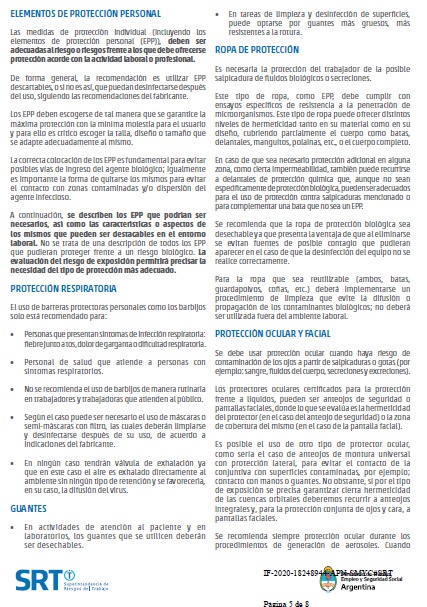 ELEMENTOS DE PROTECCIÓN PERSONAL
Las medidas de protección individual (incluyendo los
elementos de protección personal (EPP)), deben ser
adecuadas al riesgo o riesgos frente a los que debe ofrecerse
protección acorde con la actividad laboral o profesional.
De forma general, la recomendación es utilizar EPP
descartables, o si no es así, que puedan desinfectarse después
del uso, siguiendo las recomendaciones del fabricante.
Los EPP deben escogerse de tal manera que se garantice la
máxima protección con la mínima molestia para el usuario
y para ello es crítico escoger la talla, diseño o tamaño que
se adapte adecuadamente al mismo.
La correcta colocación de los EPP es fundamental para evitar
posibles vías de ingreso del agente biológico; igualmente
es importante la forma de quitarse los mismos para evitar
el contacto con zonas contaminadas y/o dispersión del
agente infeccioso.
A continuación, se describen los EPP que podrían ser
necesarios, así como las características o aspectos de
los mismos que pueden ser destacables en el entorno
laboral. No se trata de una descripción de todos los EPP
que pudieran proteger frente a un riesgo biológico. La
evaluación del riesgo de exposición permitirá precisar la
necesidad del tipo de protección más adecuado.
PROTECCIÓN RESPIRATORIA
El uso de barreras protectoras personales como los barbijos
solo está recomendado para:
• Personas que presentan síntomas de infección respiratoria:
fiebre junto a tos, dolor de garganta o dificultad respiratoria.
• Personal de salud que atiende a personas con
síntomas respiratorios.
• No se recomienda el uso de barbijos de manera rutinaria
en trabajadores y trabajadoras que atienden al público.
• Según el caso puede ser necesario el uso de máscaras o
semi-máscaras con filtro, las cuales deberán limpiarse
y desinfectarse después de su uso, de acuerdo a
indicaciones del fabricante.
• En ningún caso tendrán válvula de exhalación ya
que en este caso el aire es exhalado directamente al
ambiente sin ningún tipo de retención y se favorecería,
en su caso, la difusión del virus.
GUANTES
• En actividades de atención al paciente y en
laboratorios, los guantes que se utilicen deberán
ser desechables.
• En tareas de limpieza y desinfección de superficies,
puede optarse por guantes más gruesos, más
resistentes a la rotura.
ROPA DE PROTECCIÓN
Es necesaria la protección del trabajador de la posible
salpicadura de fluidos biológicos o secreciones.
Este tipo de ropa, como EPP, debe cumplir con
ensayos específicos de resistencia a la penetración de
microorganismos. Este tipo de ropa puede ofrecer distintos
niveles de hermeticidad tanto en su material como en su
diseño, cubriendo parcialmente el cuerpo como batas,
delantales, manguitos, polainas, etc., o el cuerpo completo.
En caso de que sea necesario protección adicional en alguna
zona, como cierta impermeabilidad, también puede recurrirse
a delantales de protección química que, aunque no sean
específicamente de protección biológica, pueden ser adecuados
para el uso de protección contra salpicaduras mencionado o
para complementar una bata que no sea un EPP.
Se recomienda que la ropa de protección biológica sea
desechable ya que presenta la ventaja de que al eliminarse
se evitan fuentes de posible contagio que pudieran
aparecer en el caso de que la desinfección del equipo no se
realice correctamente.
Para la ropa que sea reutilizable (ambos, batas,
guardapolvos, cofias, etc.) deberá implementarse un
procedimiento de limpieza que evite la difusión o
propagación de los contaminantes biológicos; no deberá
ser utilizada fuera del ambiente laboral.
PROTECCIÓN OCULAR Y FACIAL
Se debe usar protección ocular cuando haya riesgo de
contaminación de los ojos a partir de salpicaduras o gotas (por
ejemplo: sangre, fluidos del cuerpo, secreciones y excreciones).
Los protectores oculares certificados para la protección
frente a líquidos, pueden ser anteojos de seguridad o
pantallas faciales, donde lo que se evalúa es la hermeticidad
del protector (en el caso del anteojo de seguridad) o la zona
de cobertura del mismo (en el caso de la pantalla facial).
Es posible el uso de otro tipo de protector ocular,
como sería el caso de anteojos de montura universal
con protección lateral, para evitar el contacto de la
conjuntiva con superficies contaminadas, por ejemplo;
contacto con manos o guantes. No obstante, si por el tipo
de exposición se precisa garantizar cierta hermeticidad
de las cuencas orbitales deberemos recurrir a anteojos
integrales y, para la protección conjunta de ojos y cara, a
pantallas faciales.
Se recomienda siempre protección ocular durante los
procedimientos de generación de aerosoles. Cuando
SRT
Superintendencia de
Riesgos del Trabajo
IF-2020-18248944-APN-SMYC#SRT
Empleo y Seguridad Social
Argentina
Página 5 de 8